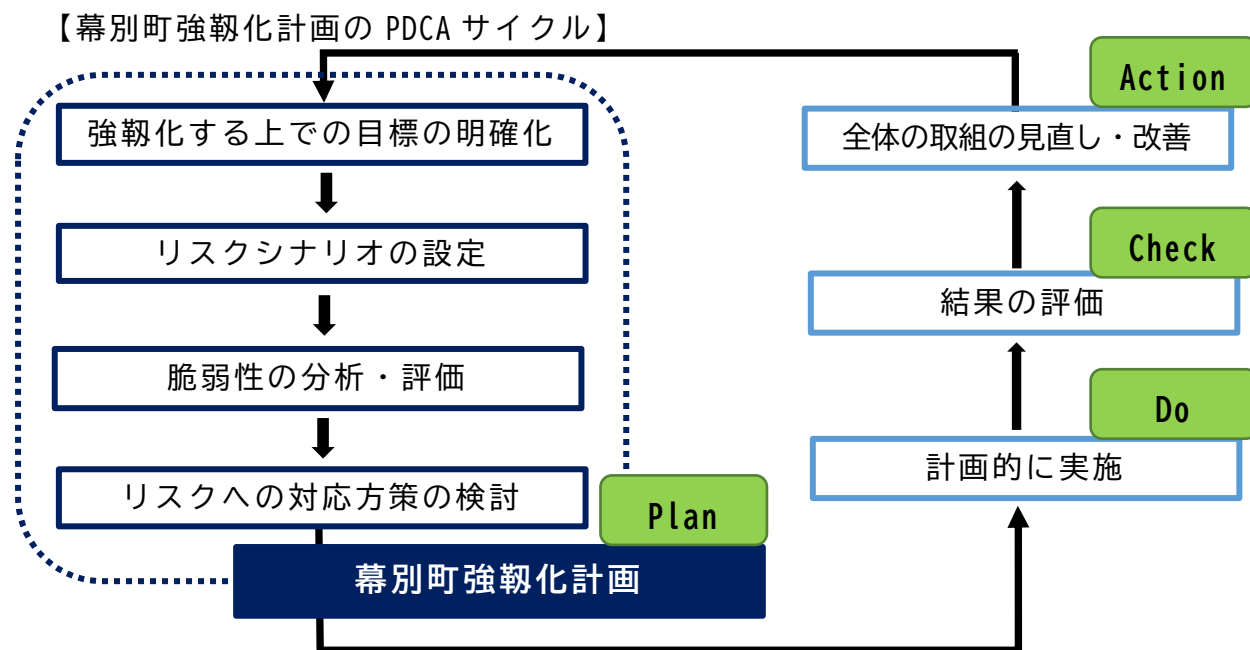 【幕別町強靱化計画の PDCA サイクル】
強靱化する上での目標の明確化
リスクシナリオの設定
脆弱性の分析・評価
リスクへの対応方策の検討
Plan
幕別町強靱化計画
Do
計画的に実施
Check
結果の評価
Action
全体の取組の見直し・改善